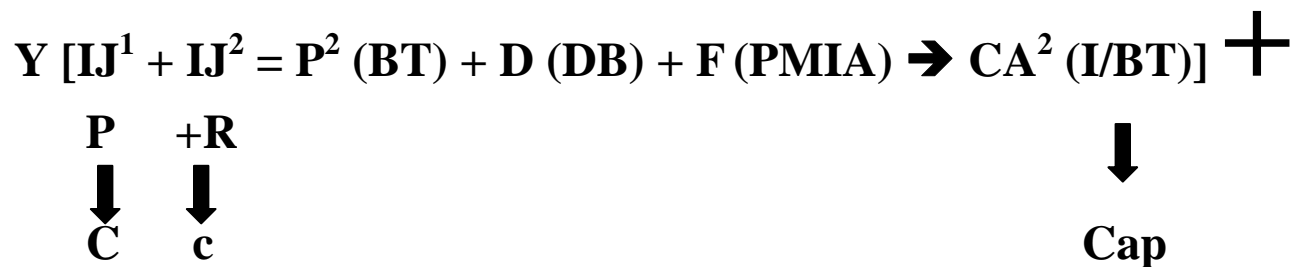 Y [IJ¹ + IJ² = P² (BT) + D (DB) + F (PMIA) ➔ CA² (I/BT)] +
P +R
C c Cap